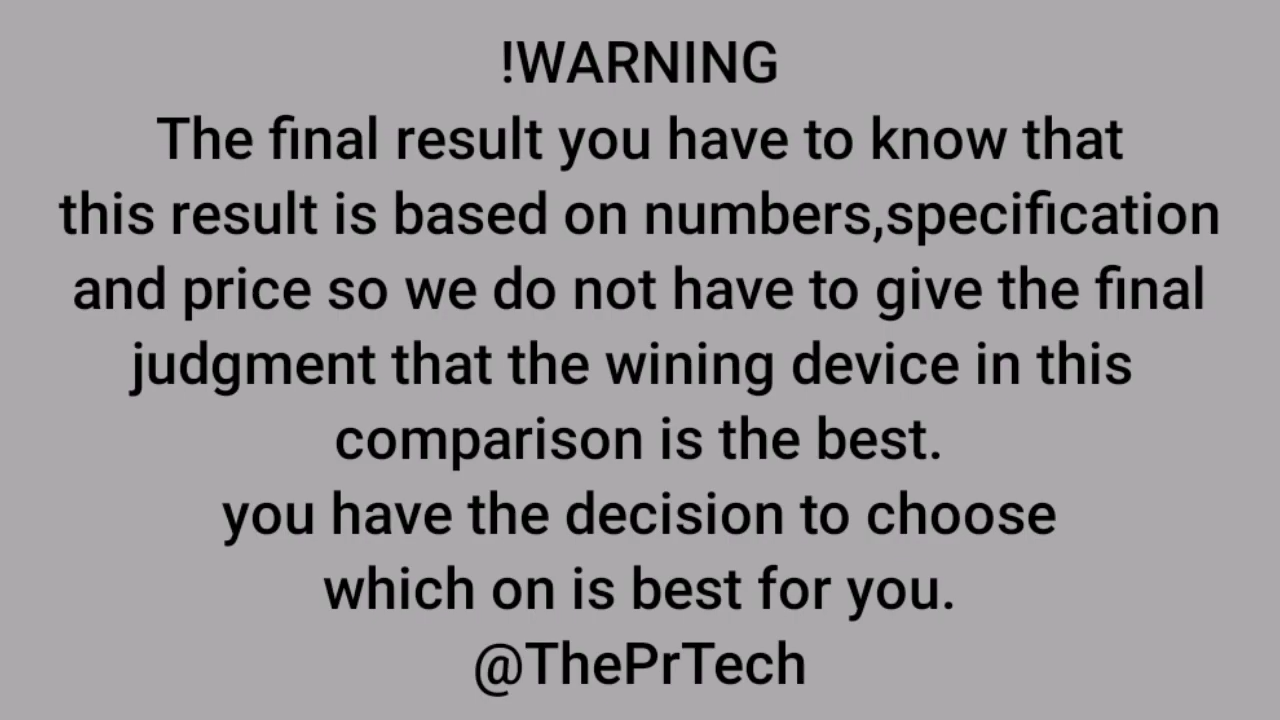 !WARNING
The final result you have to know that
this result is based on numbers,specification
and price so we do not have to give the final
judgment that the wining device in this
comparison is the best.
you have the decision to choose
which on is best for you.
@ThePrTech